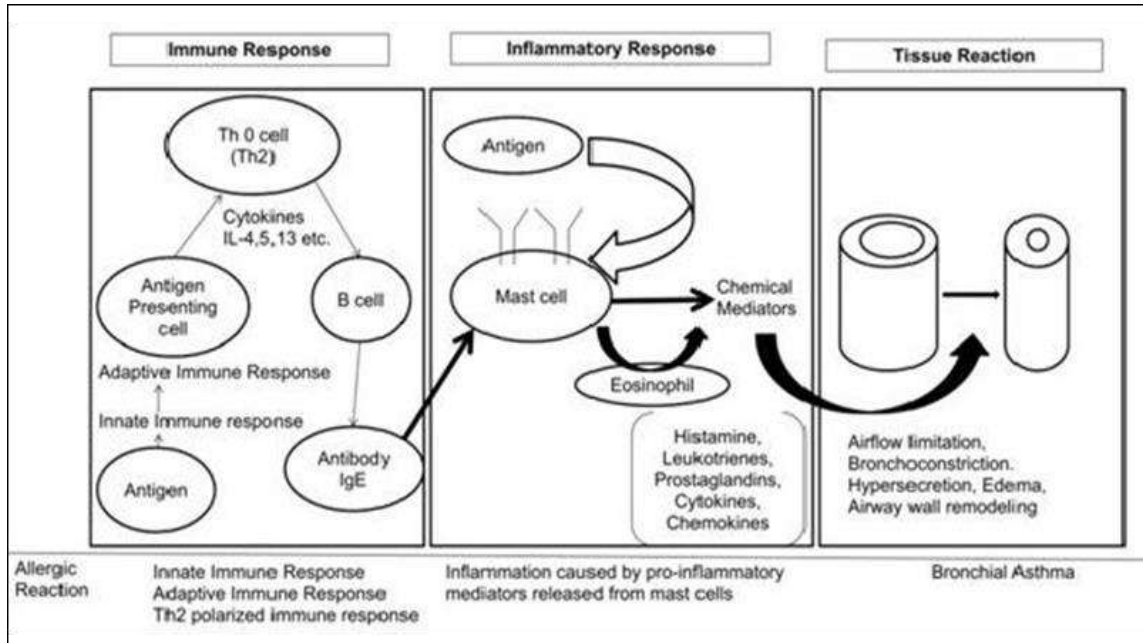 Immune Response
Inflammatory Response
Tissue Reaction
Th 0 cell
(Th2)
Cytokiines
IL-4,5,13 etc.
Antigen
Presenting
cell
B cell
Adaptive Immune Response
Innate Immune response
Antigen
Antibody
IgE
Antigen
Mast cell
Chemical
Mediators
Eosinophil
Histamine,
Leukotrienes,
Prostaglandins,
Cytokines,
Chemokines
Airflow limitation,
Bronchoconstriction.
Hypersecretion, Edema,
Airway wall remodeling
Allergic
Reaction
Innate Immune Response
Adaptive Immune Response
Th2 polarized immune response
Inflammation caused by pro-inflammatory
mediators released from mast cells
Bronchial Asthma